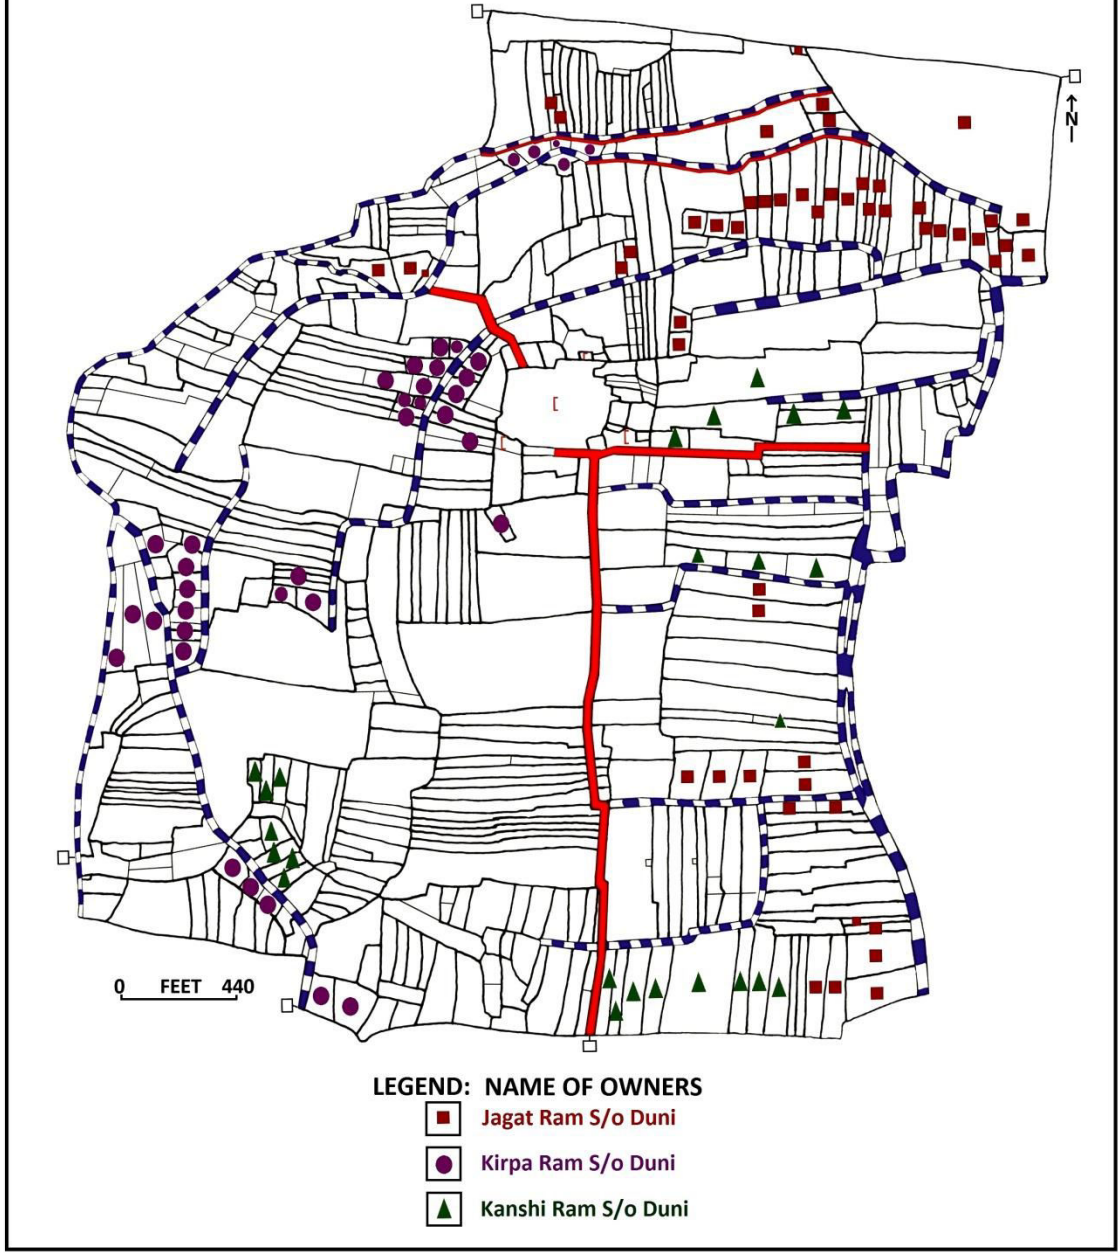 N
0 FEET 440
LEGEND: NAME OF OWNERS
Jagat Ram S/o Duni
Kirpa Ram S/o Duni
Kanshi Ram S/o Duni